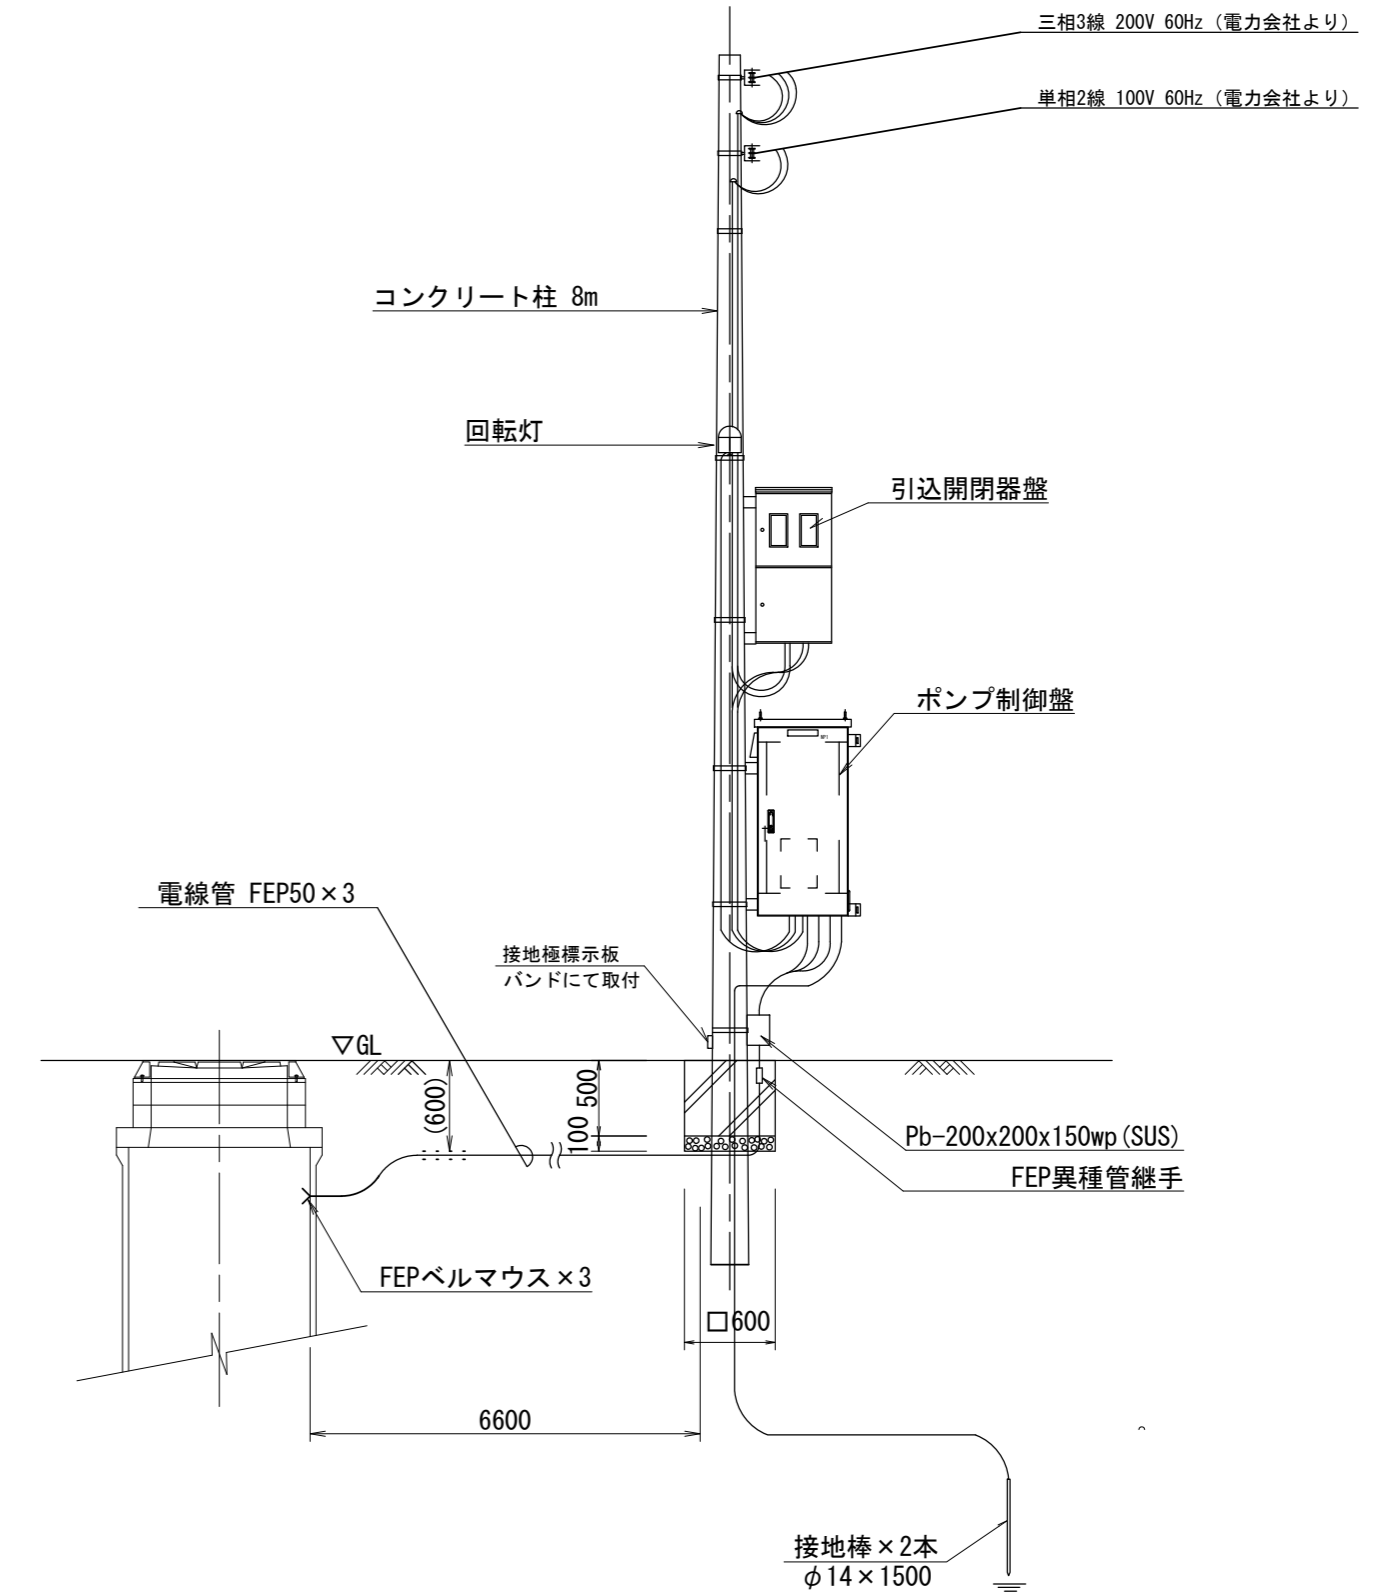 三相3線 200V 60Hz (電力会社より)
単相2線 100V 60Hz (電力会社より)
コンクリート柱 8m
回転灯
引込開閉器盤
ポンプ制御盤
電線管 FEP50×3
接地極標示板
バンドにて取付
▽GL
(600)
500
100
Pb-200x200x150wp(SUS)
FEP異種管継手
FEPベルマウス×3
□600
6600
接地棒×2本
φ14×1500